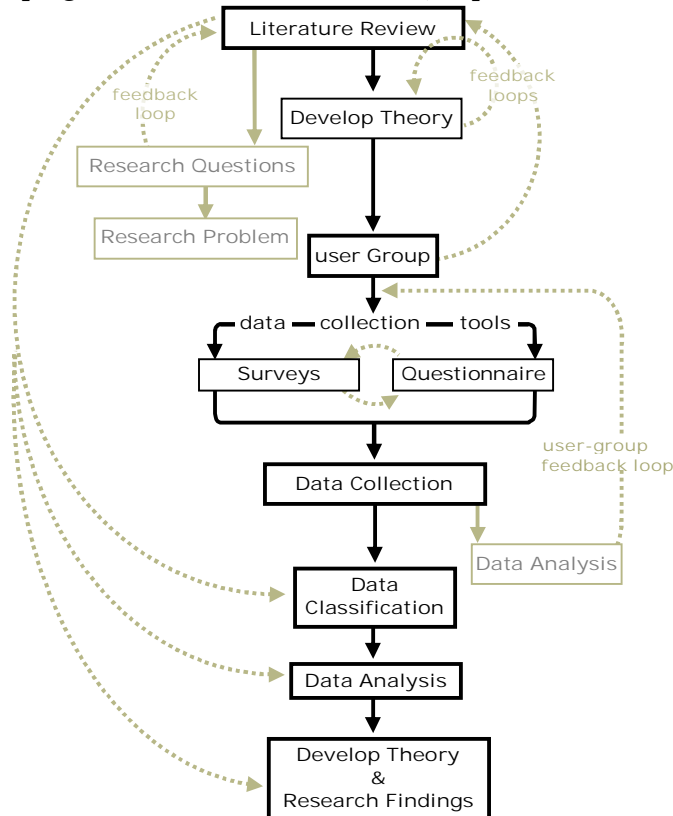 Literature Review
feedback
loop
feedback
loops
Develop Theory
Research Questions
Research Problem
user Group
data collection tools
Surveys
Questionnaire
user-group
feedback loop
Data Collection
Data Analysis
Data
Classification
Data Analysis
Develop Theory
&
Research Findings